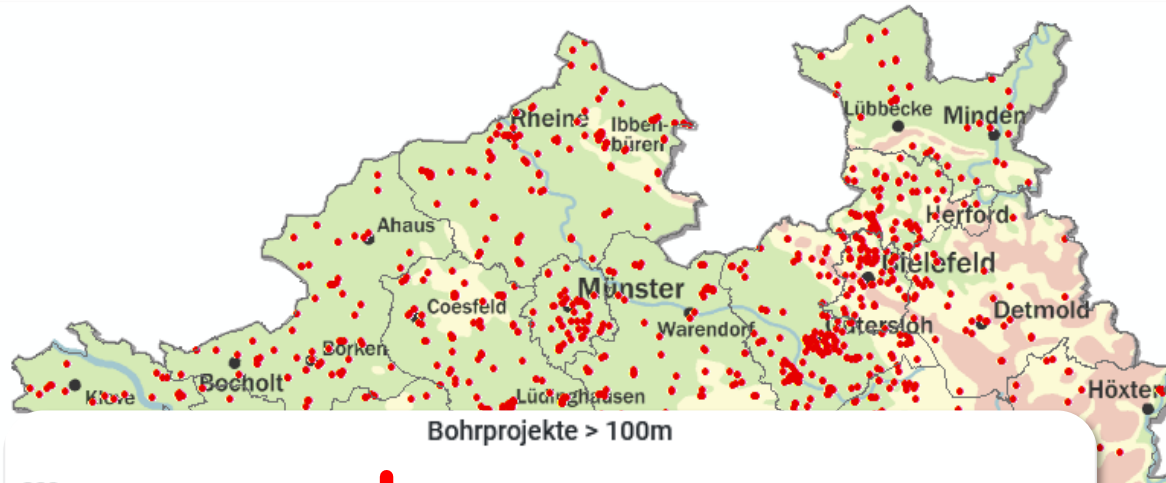 Rheine
Ibben-
büren
Lübbecke
Minden
Ahaus
Herford
Bielefeld
Coesfeld
Münster
Warendorf
Gütersloh
Detmold
Borken
Bocholt
Kleve
Lüdinghausen
Höxter
Bohrprojekte > 100m